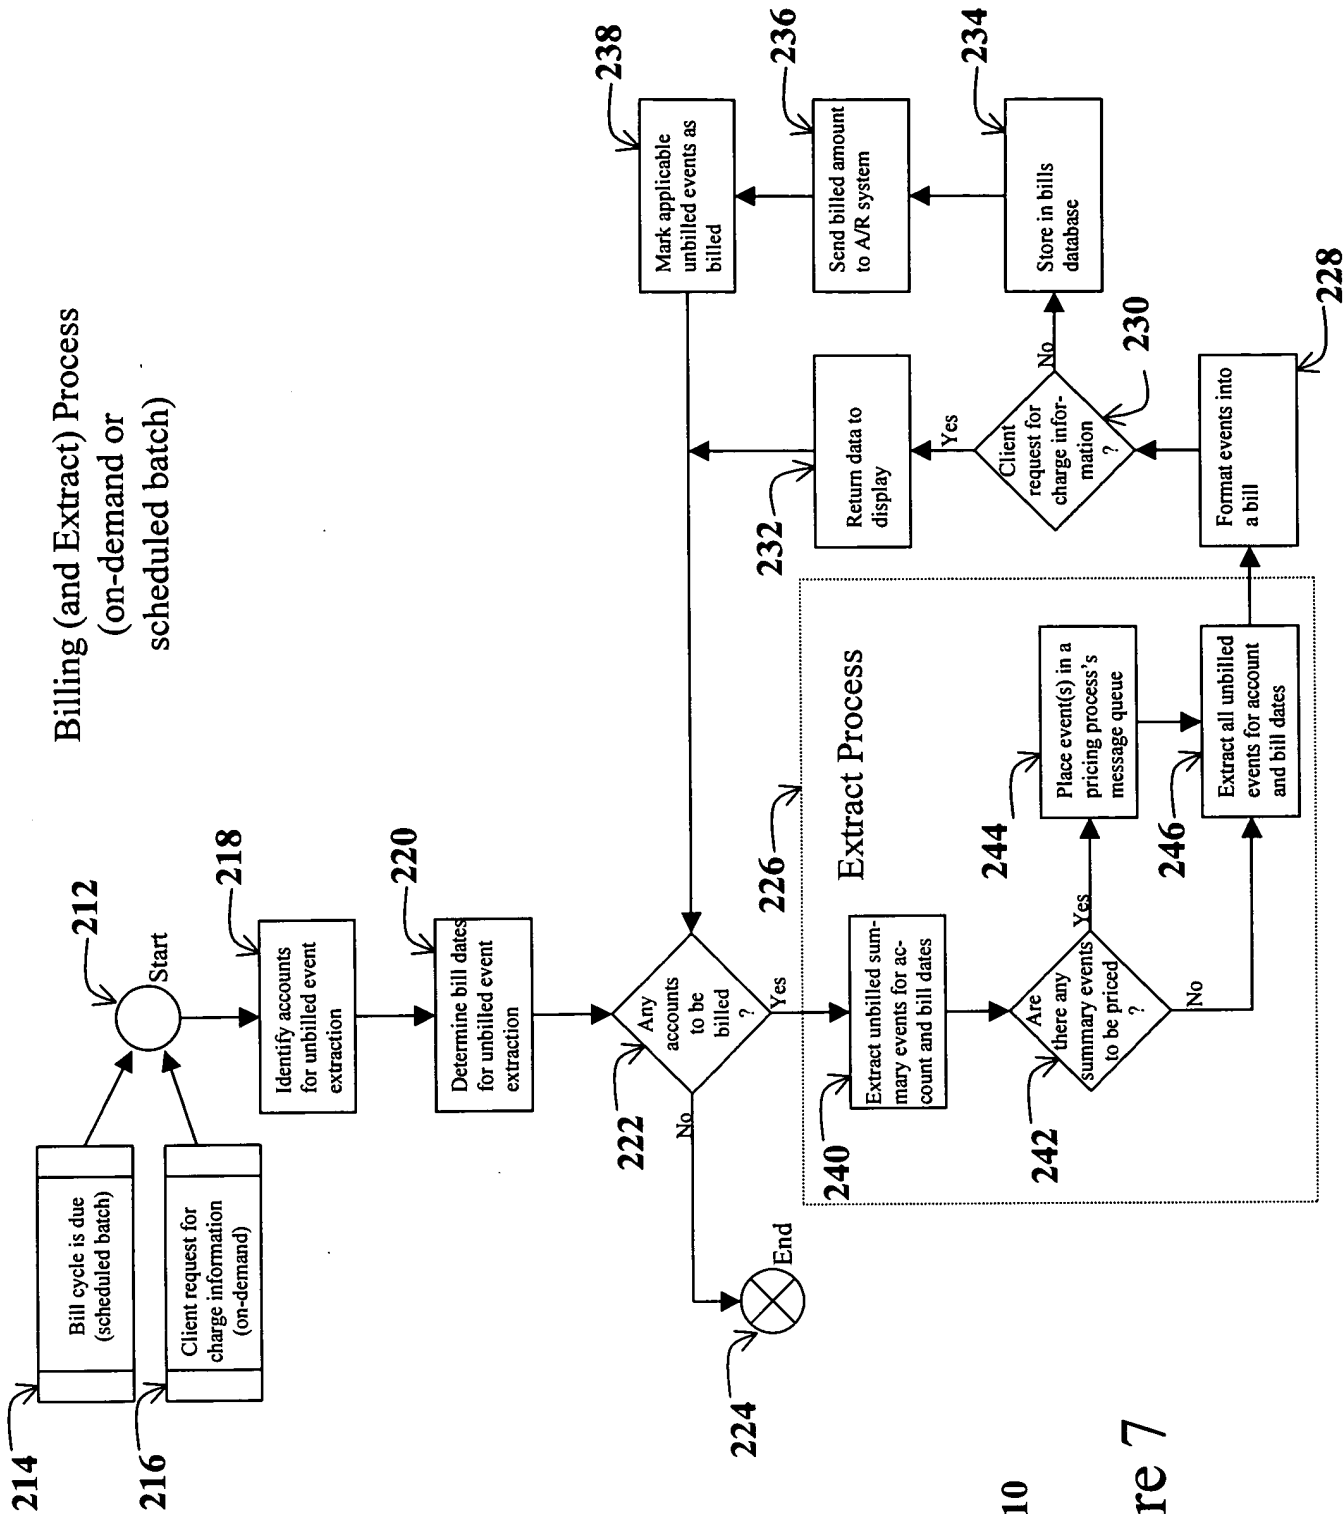 Billing (and Extract) Process
(on-demand or
scheduled batch)
214
Bill cycle is due
(scheduled batch)
216
Client request for
charge information
(on-demand)
212
Start
218
Identify accounts
for unbilled event
extraction
220
Determine bill dates
for unbilled event
extraction
222
Any
accounts
to be
billed
?
No
Yes
224
End
226
Extract Process
240
Extract unbilled sum-
mary events for ac-
count and bill dates
242
Are
there any
summary events
to be priced
?
Yes
No
244
Place event(s) in a
pricing process's
message queue
246
Extract all unbilled
events for account
and bill dates
228
Format events into
a bill
230
Client
request for
charge infor-
mation
?
Yes
No
232
Return data to
display
234
Store in bills
database
236
Send billed amount
to A/R system
238
Mark applicable
unbilled events as
billed
10
re 7